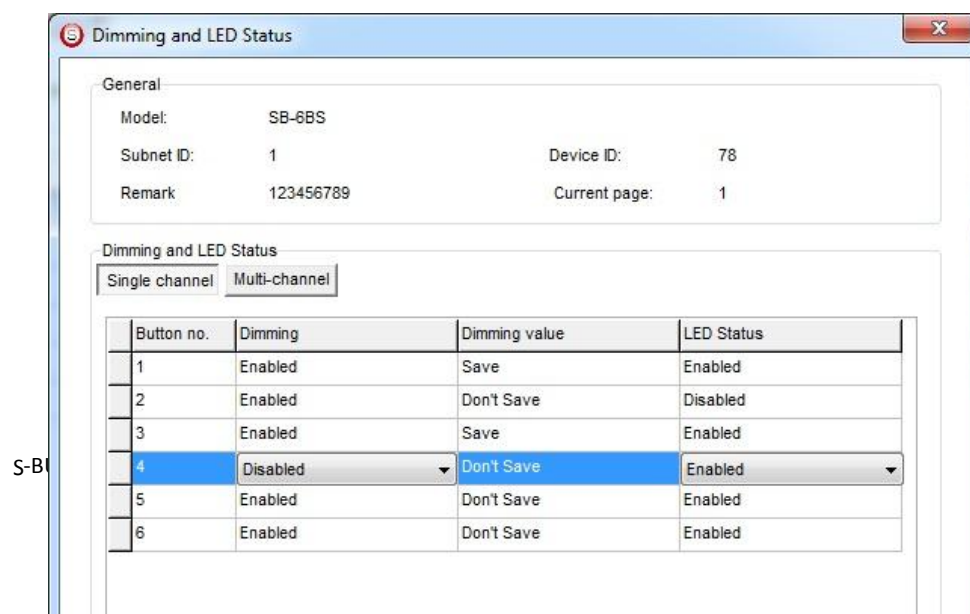 Dimming and LED Status
General
Model: SB-6BS
Subnet ID: 1 Device ID: 78
Remark 123456789 Current page: 1
Dimming and LED Status
Single channel Multi-channel
Button no. Dimming Dimming value LED Status
1 Enabled Save Enabled
2 Enabled Don't Save Disabled
3 Enabled Save Enabled
4 Disabled Don't Save Enabled
5 Enabled Don't Save Enabled
6 Enabled Don't Save Enabled